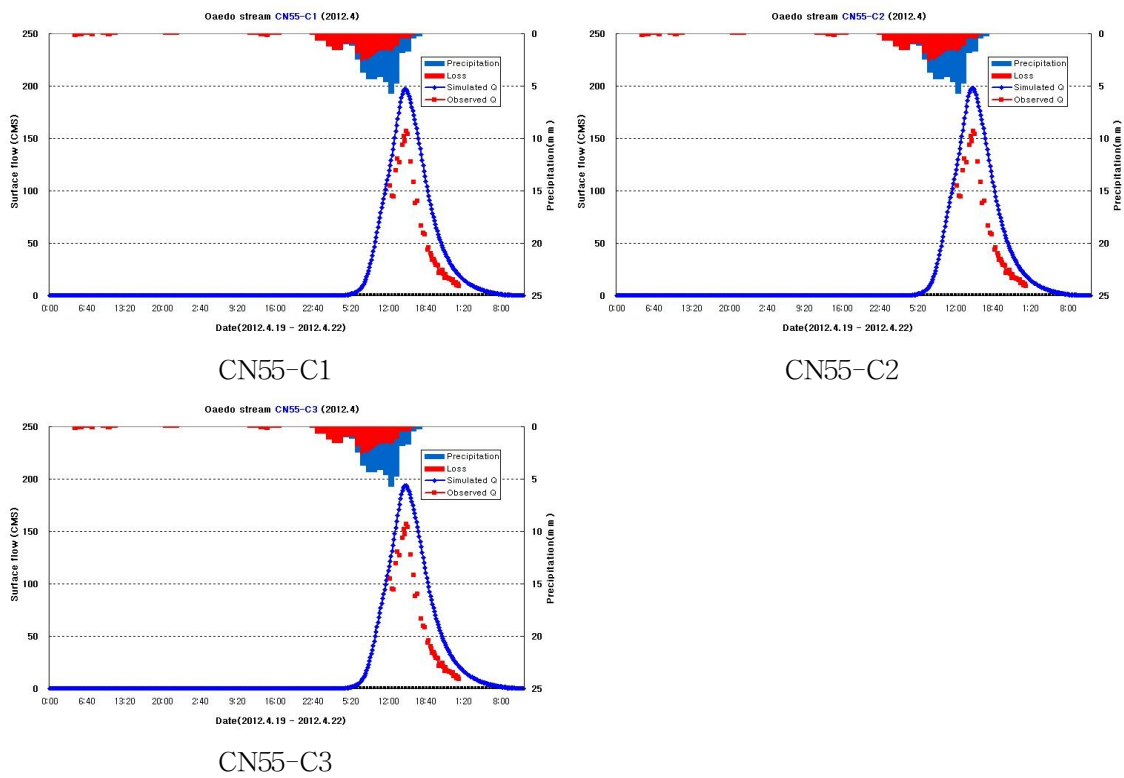 Oaedo stream CN55-C1 (2012.4)
Surface flow (CMS)
250
200
150
100
50
0
Precipitation(mm)
0
5
10
15
20
25
Precipitation
Loss
Simulated Q
Observed Q
0:00 6:40 13:20 20:00 2:40 9:20 16:00 22:40 5:20 12:00 18:40 1:20 8:00
Date(2012.4.19 - 2012.4.22)
CN55-C1
Oaedo stream CN55-C2 (2012.4)
Surface flow (CMS)
250
200
150
100
50
0
Precipitation(mm)
0
5
10
15
20
25
Precipitation
Loss
Simulated Q
Observed Q
0:00 6:40 13:20 20:00 2:40 9:20 16:00 22:40 5:20 12:00 18:40 1:20 8:00
Date(2012.4.19 - 2012.4.22)
CN55-C2
Oaedo stream CN55-C3 (2012.4)
Surface flow (CMS)
250
200
150
100
50
0
Precipitation(mm)
0
5
10
15
20
25
Precipitation
Loss
Simulated Q
Observed Q
0:00 6:40 13:20 20:00 2:40 9:20 16:00 22:40 5:20 12:00 18:40 1:20 8:00
Date(2012.4.19 - 2012.4.22)
CN55-C3